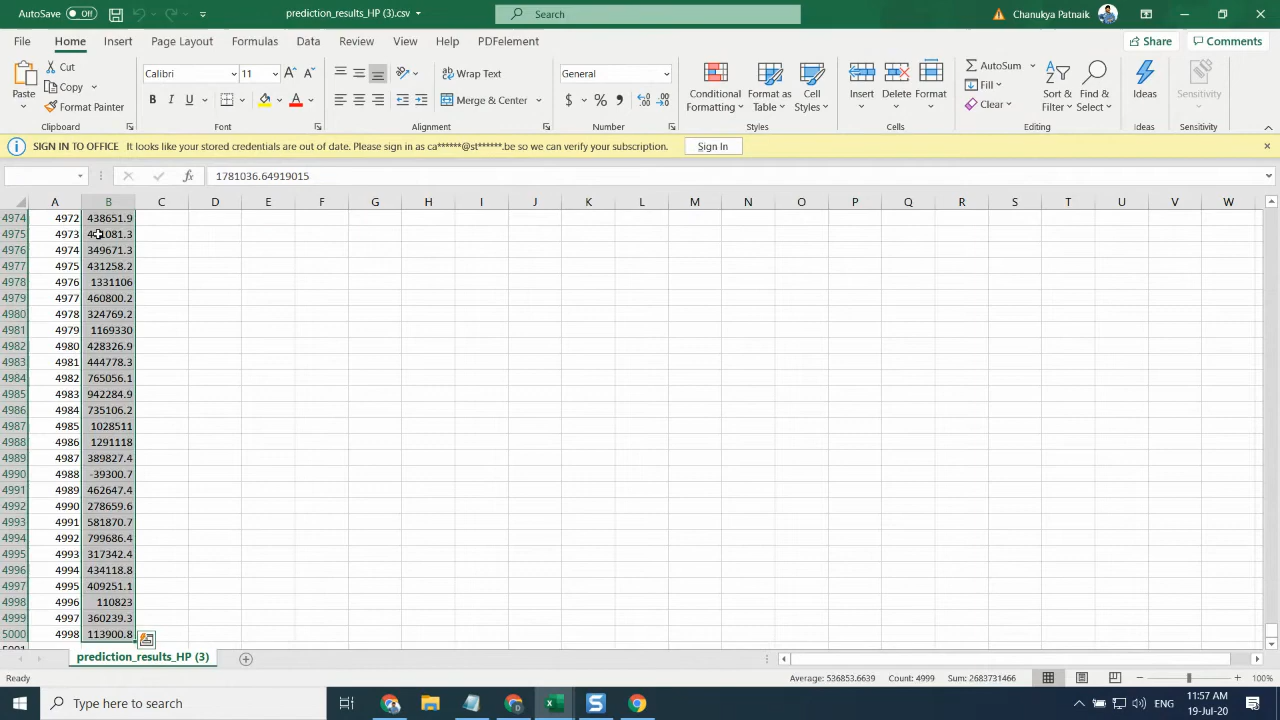 AutoSave Off prediction_results_HP (3).csv Search Chanukya Patnaik
File Home Insert Page Layout Formulas Data Review View Help PDFelement Share Comments
Paste Cut Copy Format Painter Clipboard
Calibri 11 B I U Font
Wrap Text Merge & Center Alignment
General $ % Number
Conditional Formatting Format as Table Cell Styles Styles
Insert Delete Format Cells
AutoSum Fill Clear Sort & Filter Find & Select Editing
Ideas Ideas
Sensitivity Sensitivity
SIGN IN TO OFFICE It looks like your stored credentials are out of date. Please sign in as ca******@st******.be so we can verify your subscription. Sign In
fx 1781036.64919015
A B C D E F G H I J K L M N O P Q R S T U V W
4974 4972 438651.9
4975 4973
4976 4974 349671.3
4977 4975 431258.2
4978 4976 1331106
4979 4977 460800.2
4980 4978 324769.2
4981 4979 1169330
4982 4980 428326.9
4983 4981 444778.3
4984 4982 765056.1
4985 4983 942284.9
4986 4984 735106.2
4987 4985 1028511
4988 4986 1291118
4989 4987 389827.4
4990 4988 -39300.7
4991 4989 462647.4
4992 4990 278659.6
4993 4991 581870.7
4994 4992 799686.4
4995 4993 317342.4
4996 4994 434118.8
4997 4995 409251.1
4998 4996 110823
4999 4997 360239.3
5000 4998 113900.8
prediction_results_HP (3)
Ready Average: 536853.6639 Count: 4999 Sum: 2683731466 100%
Type here to search ENG 11:57 AM
19-Jul-20